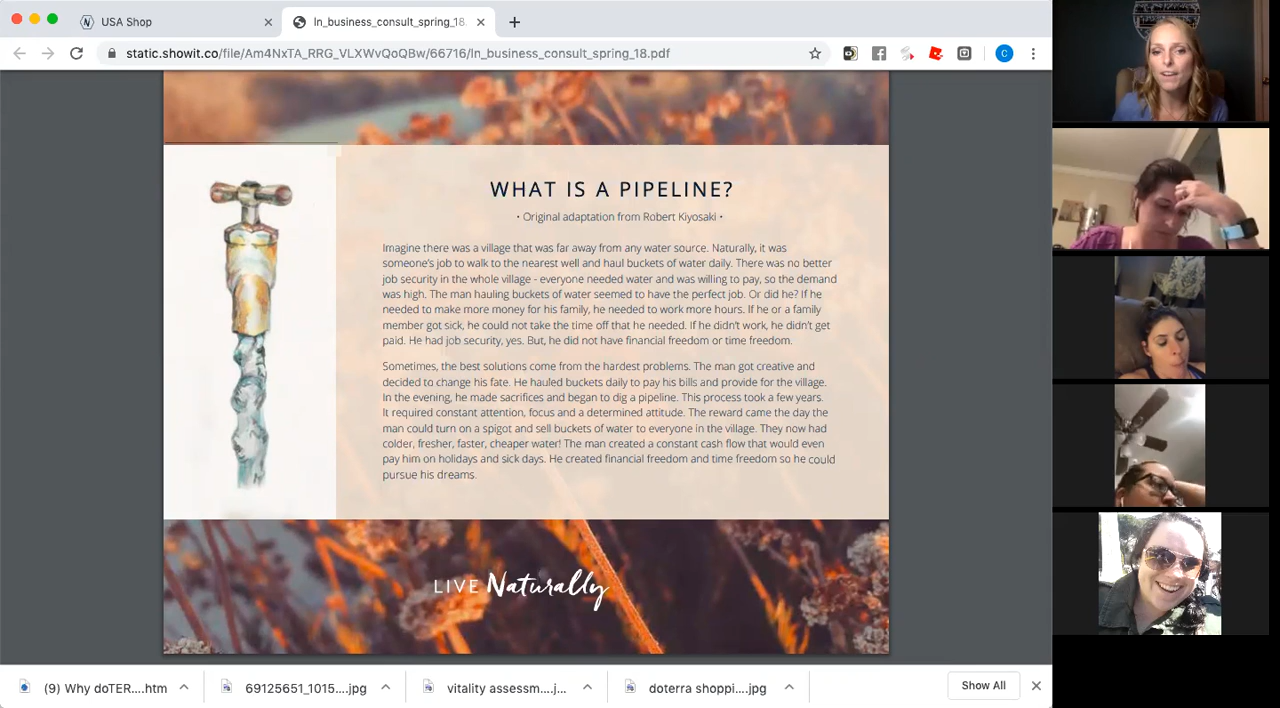 USA Shop
ln_business_consult_spring_18.
static.showit.co/file/Am4NxTA_RRG_VLXWvQoQBw/66716/ln_business_consult_spring_18.pdf
C
WHAT IS A PIPELINE?
• Original adaptation from Robert Kiyosaki •
Imagine there was a village that was far away from any water source. Naturally, it was
someone's job to walk to the nearest well and haul buckets of water daily. There was no better
job security in the whole village - everyone needed water and was willing to pay, so the demand
was high. The man hauling buckets of water seemed to have the perfect job. Or did he? If he
needed to make more money for his family, he needed to work more hours. If he or a family
member got sick, he could not take the time off that he needed. If he didn't work, he didn't get
paid. He had job security, yes. But, he did not have financial freedom or time freedom.
Sometimes, the best solutions come from the hardest problems. The man got creative and
decided to change his fate. He hauled buckets daily to pay his bills and provide for the village.
In the evening, he made sacrifices and began to dig a pipeline. This process took a few years.
It required constant attention, focus and a determined attitude. The reward came the day the
man could turn on a spigot and sell buckets of water to everyone in the village. They now had
colder, fresher, faster, cheaper water! The man created a constant cash flow that would even
pay him on holidays and sick days. He created financial freedom and time freedom so he could
pursue his dreams.
LIVE Naturally
(9) Why doTER....htm
69125651_1015....jpg
vitality assessm....j...
doterra shoppi....jpg
Show All